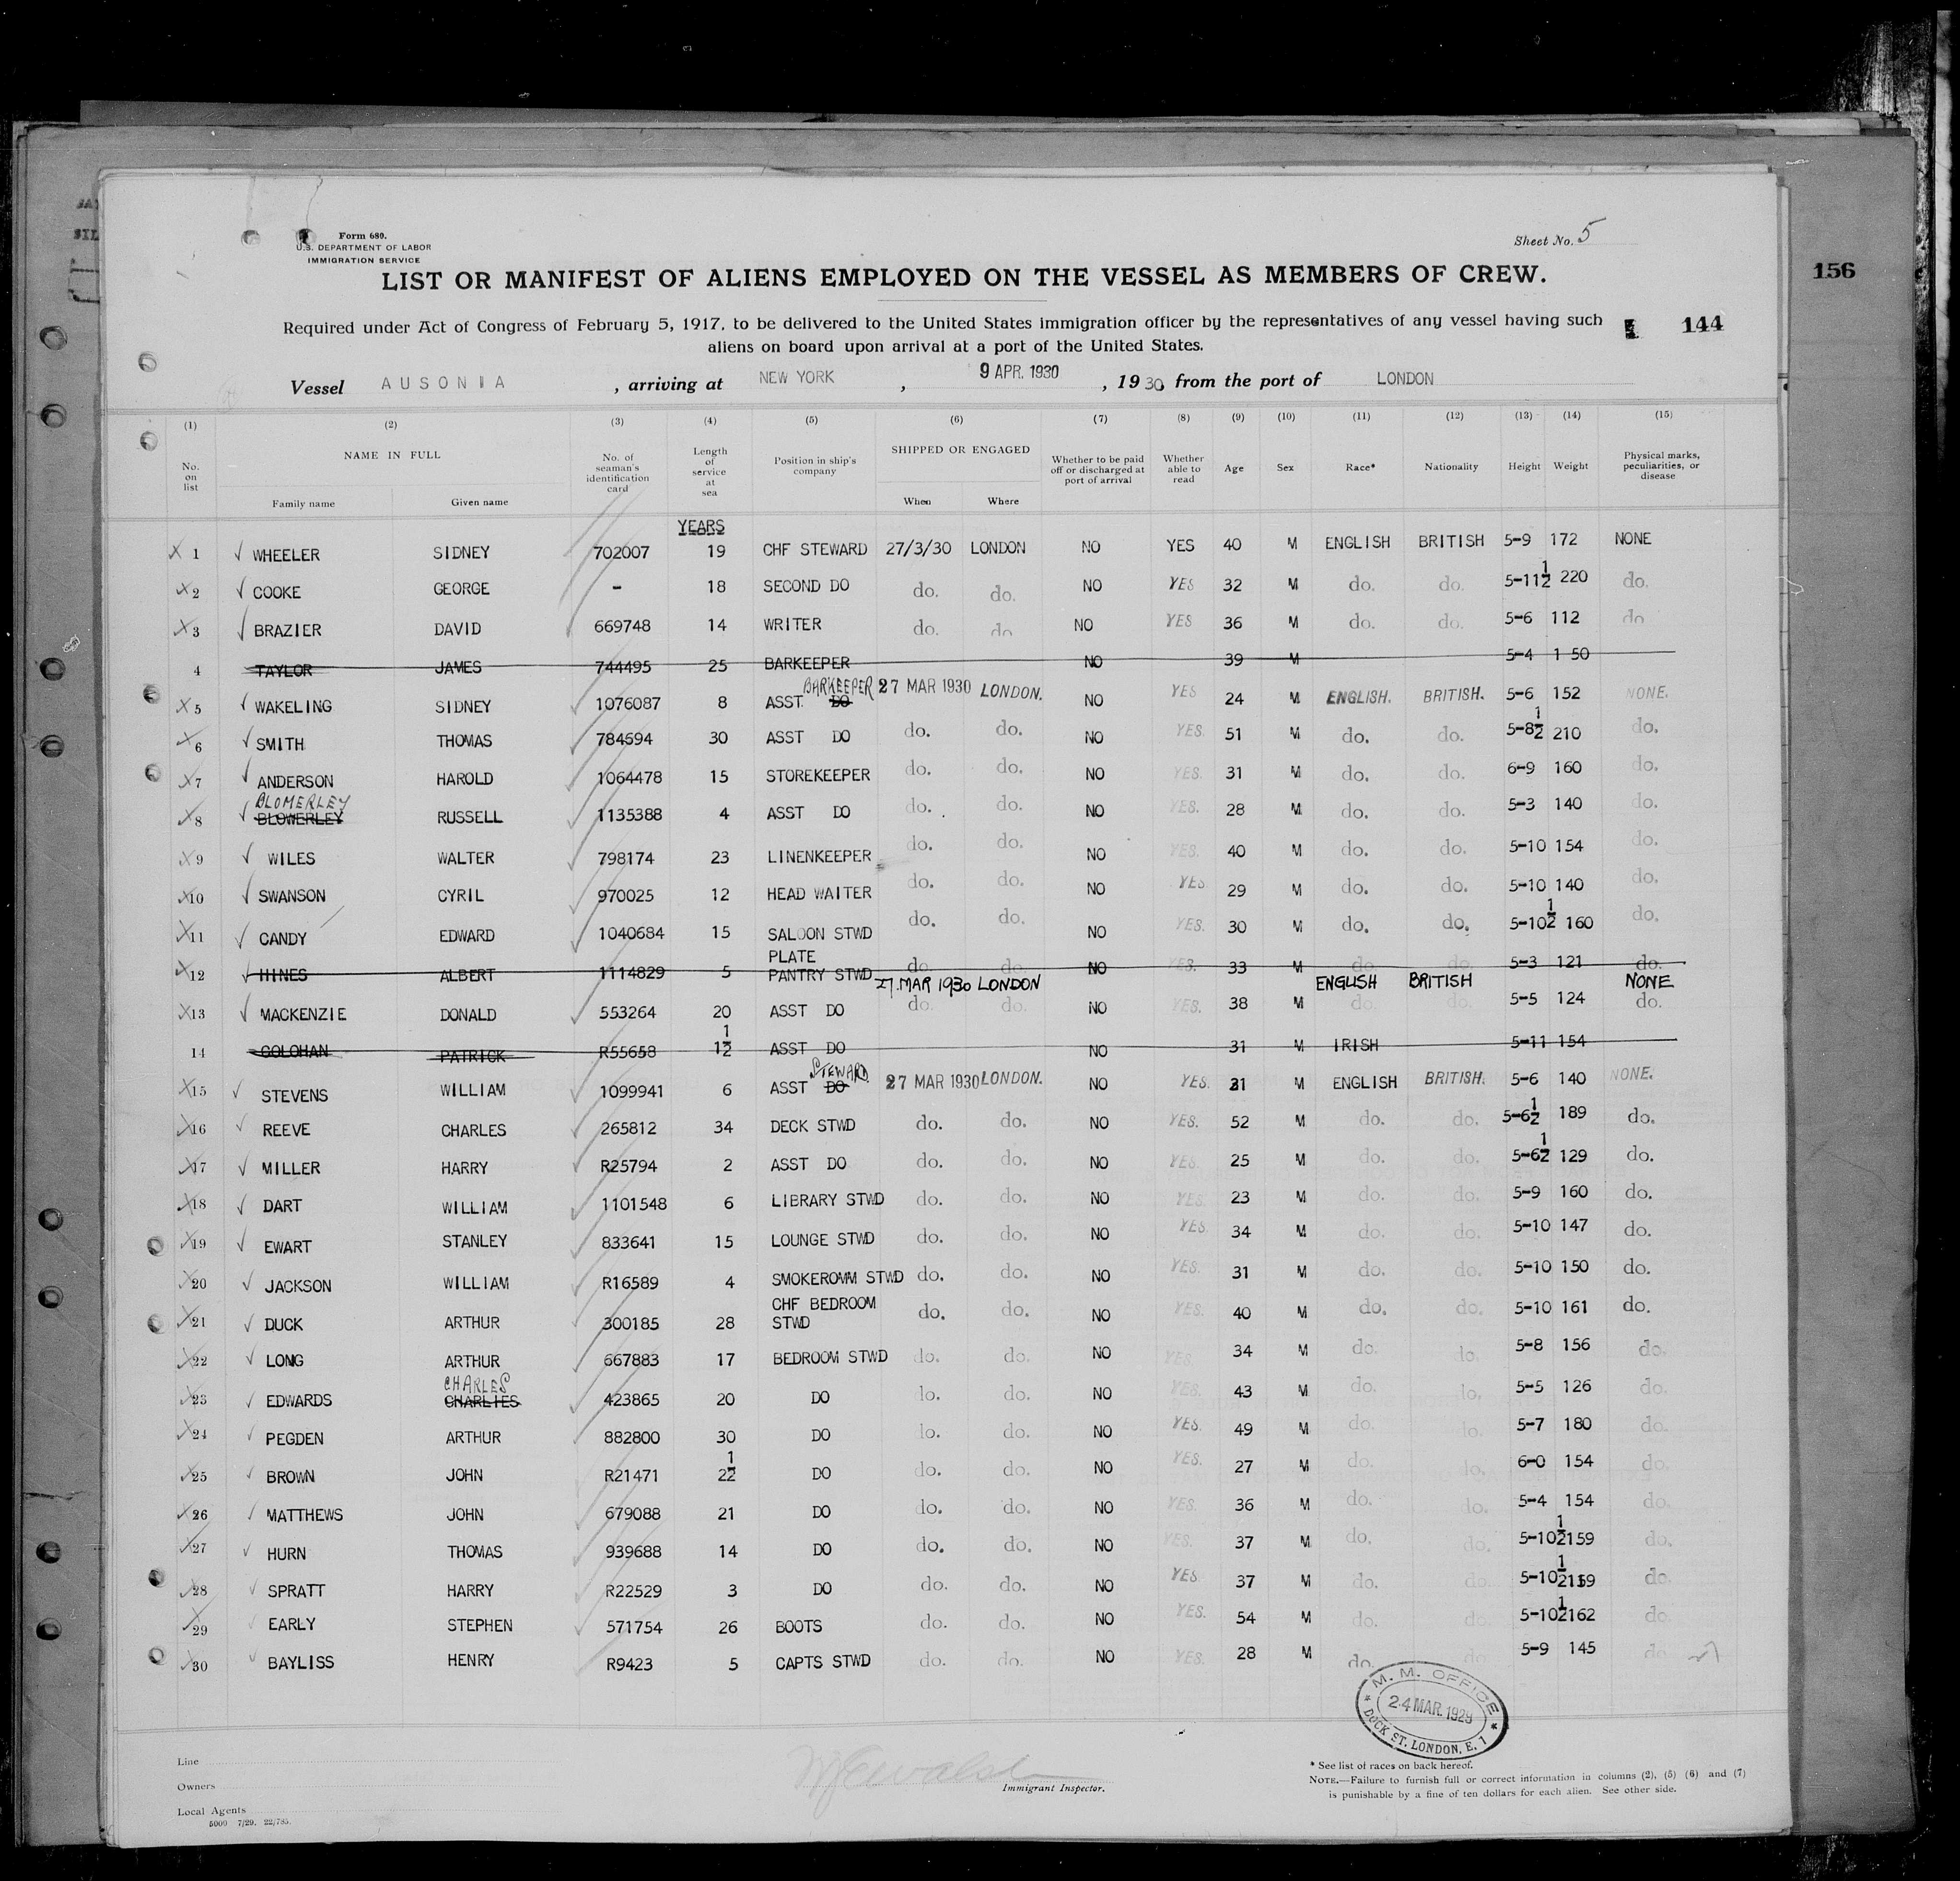 Form 680.
U.S. DEPARTMENT OF LABOR
IMMIGRATION SERVICE
Sheet No. 5
156
LIST OR MANIFEST OF ALIENS EMPLOYED ON THE VESSEL AS MEMBERS OF CREW.
Required under Act of Congress of February 5, 1917, to be delivered to the United States immigration officer by the representatives of any vessel having such
144
aliens on board upon arrival at a port of the United States.
Vessel AUSONIA , arriving at NEW YORK , 9 APR. 1930 , 1930 from the port of LONDON
(1) (2) (3) (4) (5) (6) (7) (8) (9) (10) (11) (12) (13) (14) (15)
No. on list NAME IN FULL Family name Given name No. of seaman's identification card Length of service at sea Position in ship's company SHIPPED OR ENGAGED When Where Whether to be paid off or discharged at port of arrival Whether able to read Age Sex Race* Nationality Height Weight Physical marks, peculiarities, or disease
YEARS
1 WHEELER SIDNEY 702007 19 CHF STEWARD 27/3/30 LONDON NO YES 40 M ENGLISH BRITISH 5-9 172 NONE
2 COOKE GEORGE - 18 SECOND DO do. do. NO YES 32 M do. do. 5-11½ 220 do.
3 BRAZIER DAVID 669748 14 WRITER do. do NO YES 36 M do. do. 5-6 112 do
4 TAYLOR JAMES 744495 25 BARKEEPER NO 39 M 5-4 150
5 WAKELING SIDNEY 1076087 8 ASST. DO BARKEEPER 27 MAR 1930 LONDON. NO YES 24 M ENGLISH. BRITISH. 5-6 152 NONE.
6 SMITH THOMAS 784594 30 ASST DO do. do. NO YES. 51 M do. do. 5-8½ 210 do.
7 ANDERSON HAROLD 1064478 15 STOREKEEPER do. do. NO YES. 31 M do. do. 6-9 160 do.
BLOMERLEY
8 BLOWERLEY RUSSELL 1135388 4 ASST DO do. do. NO YES. 28 M do. do. 5-3 140 do.
9 WILES WALTER 798174 23 LINENKEEPER do. do. NO YES. 40 M do. do. 5-10 154 do.
10 SWANSON CYRIL 970025 12 HEAD WAITER do. do. NO YES 29 M do. do. 5-10 140 do.
11 CANDY EDWARD 1040684 15 SALOON STWD do. do. NO YES. 30 M do. do. 5-10½ 160 do.
12 HINES ALBERT 1114829 5 PLATE PANTRY STWD do. do. NO YES. 33 M do. do. 5-3 121 do.
27 MAR 1930 LONDON ENGLISH BRITISH NONE
13 MACKENZIE DONALD 553264 20 ASST DO do. do. NO YES. 38 M do. do. 5-5 124 do.
14 GOLOHAN PATRICK R55658 1½ ASST DO NO 31 M IRISH 5-11 154
15 STEVENS WILLIAM 1099941 6 ASST DO STEWARD. 27 MAR 1930 LONDON. NO YES. 31 M ENGLISH BRITISH. 5-6 140 NONE.
16 REEVE CHARLES 265812 34 DECK STWD do. do. NO YES. 52 M do. do. 5-6½ 189 do.
17 MILLER HARRY R25794 2 ASST DO do. do. NO YES. 25 M do. do. 5-6½ 129 do.
18 DART WILLIAM 1101548 6 LIBRARY STWD do. do. NO YES. 23 M do. do. 5-9 160 do.
19 EWART STANLEY 833641 15 LOUNGE STWD do. do. NO YES. 34 M do. do. 5-10 147 do.
20 JACKSON WILLIAM R16589 4 SMOKEROMM STWD do. do. NO YES. 31 M do. do. 5-10 150 do.
21 DUCK ARTHUR 300185 28 CHF BEDROOM STWD do. do. NO YES. 40 M do. do. 5-10 161 do.
22 LONG ARTHUR 667883 17 BEDROOM STWD do. do. NO YES 34 M do. do. 5-8 156 do.
CHARLES
23 EDWARDS CHARLIES 423865 20 DO do. do. NO YES. 43 M do. do. 5-5 126 do.
24 PEGDEN ARTHUR 882800 30 DO do. do. NO YES. 49 M do. do. 5-7 180 do.
25 BROWN JOHN R21471 2½ DO do. do. NO YES. 27 M do. do. 6-0 154 do.
26 MATTHEWS JOHN 679088 21 DO do. do. NO YES. 36 M do. do. 5-4 154 do.
27 HURN THOMAS 939688 14 DO do. do. NO YES. 37 M do. do. 5-10½ 159 do.
28 SPRATT HARRY R22529 3 DO do. do. NO YES. 37 M do. do. 5-10½ do.
29 EARLY STEPHEN 571754 26 BOOTS do. do. NO YES. 54 M do. do. 5-10½ 162 do.
30 BAYLISS HENRY R9423 5 CAPTS STWD do. do. NO YES. 28 M do. do. 5-9 145 do
M. M. OFFICE
24 MAR. 1929
DOCK ST. LONDON, E. 1
Line
Owners
Local Agents
5000 7/29. 22/785.
Immigrant Inspector.
* See list of races on back hereof.
NOTE.—Failure to furnish full or correct information in columns (2), (5) (6) and (7)
is punishable by a fine of ten dollars for each alien. See other side.